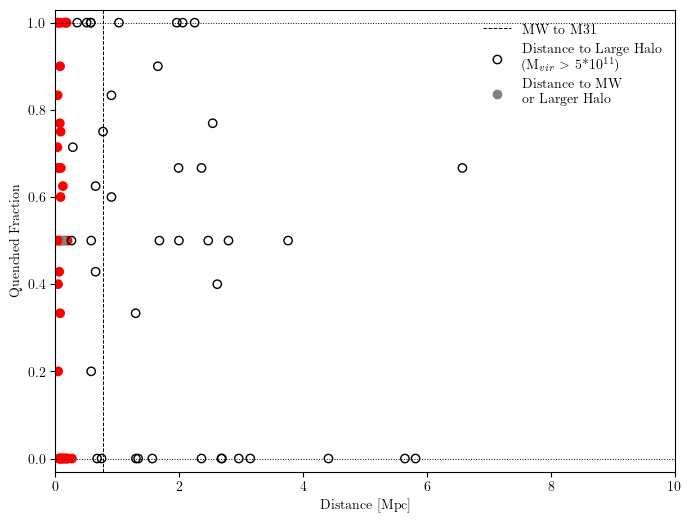 1.0
0.8
0.6
0.4
0.2
0.0
Quenched Fraction
0
2
4
6
8
10
Distance [Mpc]
MW to M31
Distance to Large Halo
(M_{vir} > 5*10^{11})
Distance to MW
or Larger Halo